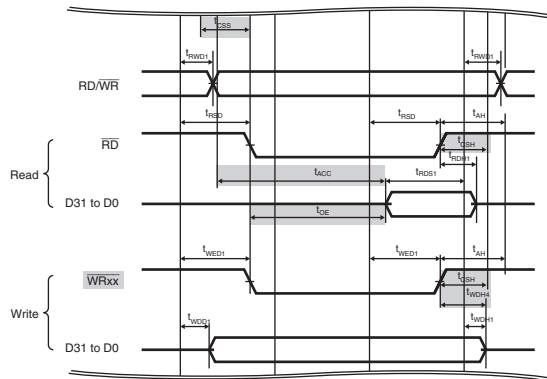 tCSS
tRWD1 tRWD1
RD/WR
tRSD tRSD tAH
RD
tCSH
tRDH1
Read
tACC tRDS1
D31 to D0
tOE
tWED1 tWED1 tAH
WRxx
tCSH
tWDH4
Write
tWDD1 tWDH1
D31 to D0